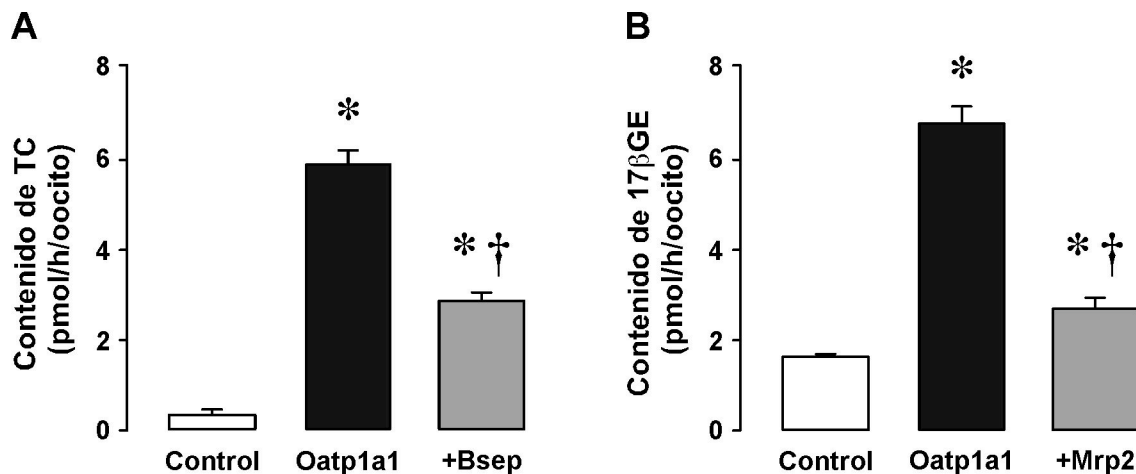 A
Contenido de TC
(pmol/h/oocito)
8
6
4
2
0
*
* †
Control
Oatp1a1
+Bsep
B
Contenido de 17βGE
(pmol/h/oocito)
8
6
4
2
0
*
* †
Control
Oatp1a1
+Mrp2